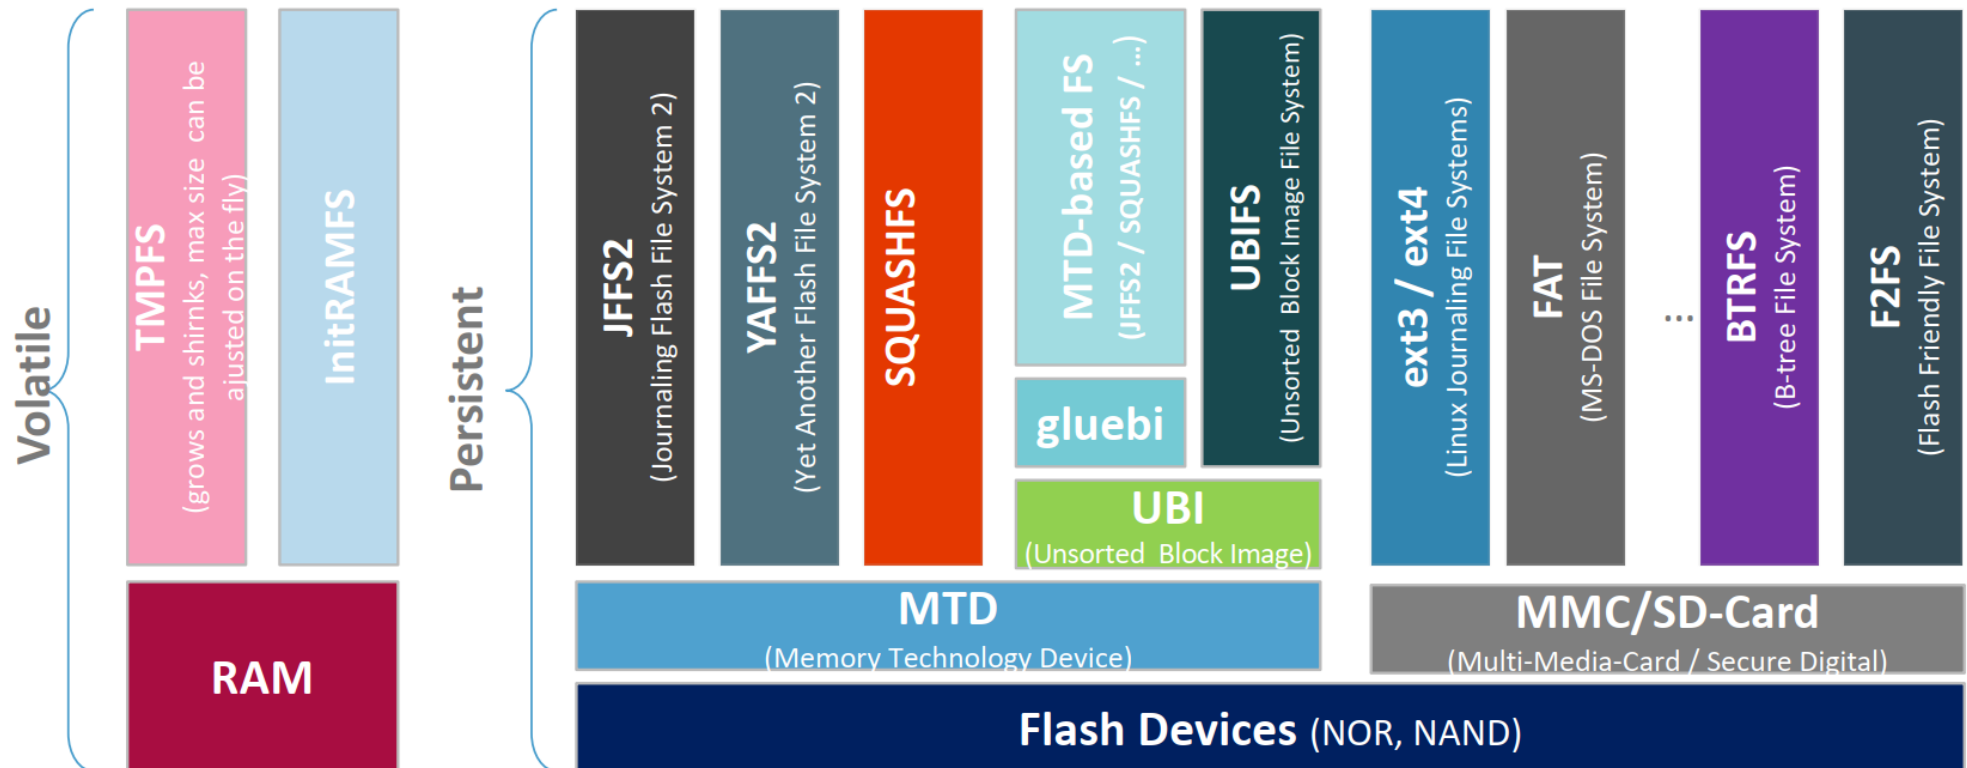 Volatile
TMPFS
(grows and shirnks, max size can be
ajusted on the fly)
InitRAMFS
RAM
Persistent
JFFS2
(Journaling Flash File System 2)
YAFFS2
(Yet Another Flash File System 2)
SQUASHFS
MTD-based FS
(JFFS2 / SQUASHFS / ...)
gluebi
UBIFS
(Unsorted Block Image File System)
UBI
(Unsorted Block Image)
MTD
(Memory Technology Device)
ext3 / ext4
(Linux Journaling File Systems)
FAT
(MS-DOS File System)
...
BTRFS
(B-tree File System)
F2FS
(Flash Friendly File System)
MMC/SD-Card
(Multi-Media-Card / Secure Digital)
Flash Devices (NOR, NAND)